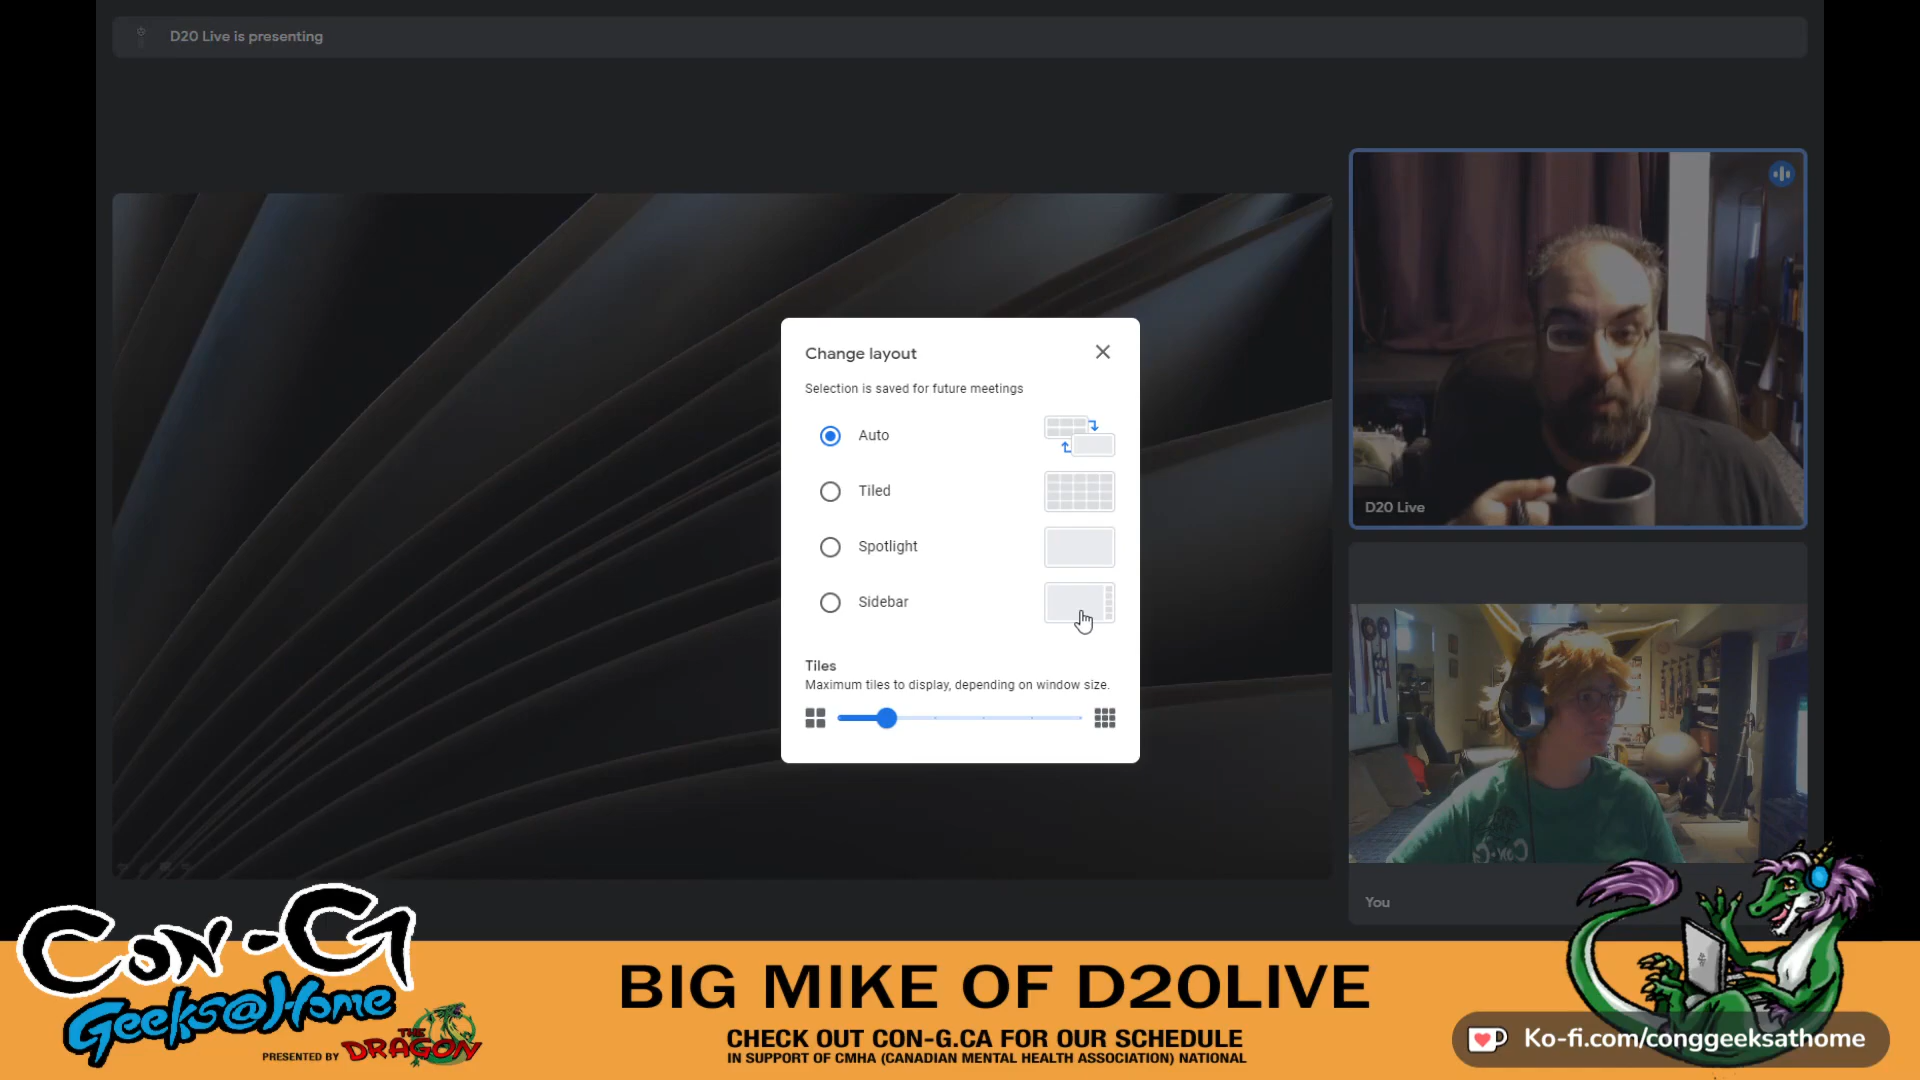 D20 Live is presenting
Change layout
Selection is saved for future meetings
Auto
Tiled
Spotlight
Sidebar
Tiles
Maximum tiles to display, depending on window size.
D20 Live
You
CON-G
Geeks@Home
PRESENTED BY THE DRAGON
BIG MIKE OF D20LIVE
CHECK OUT CON-G.CA FOR OUR SCHEDULE
IN SUPPORT OF CMHA (CANADIAN MENTAL HEALTH ASSOCIATION) NATIONAL
Ko-fi.com/conggeeksathome
CON-G